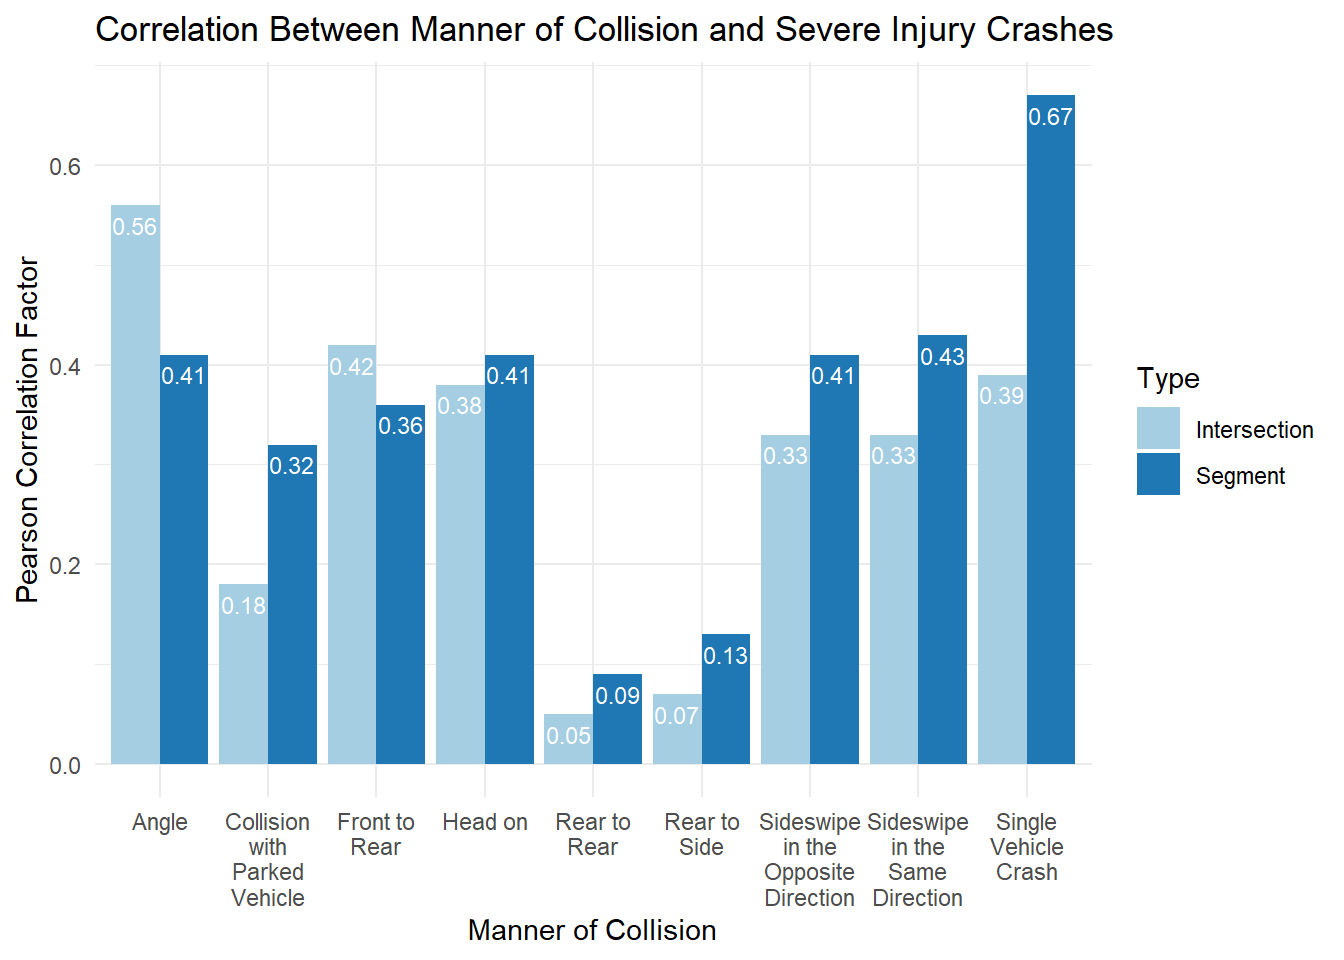 Correlation Between Manner of Collision and Severe Injury Crashes
Pearson Correlation Factor
0.6
0.4
0.2
0.0
0.56
0.41
0.18
0.32
0.42
0.36
0.38
0.41
0.05
0.09
0.07
0.13
0.33
0.41
0.33
0.43
0.39
0.67
Angle
Collision
with
Parked
Vehicle
Front to
Rear
Head on
Rear to
Rear
Rear to
Side
Sideswipe
in the
Opposite
Direction
Sideswipe
in the
Same
Direction
Single
Vehicle
Crash
Manner of Collision
Type
Intersection
Segment